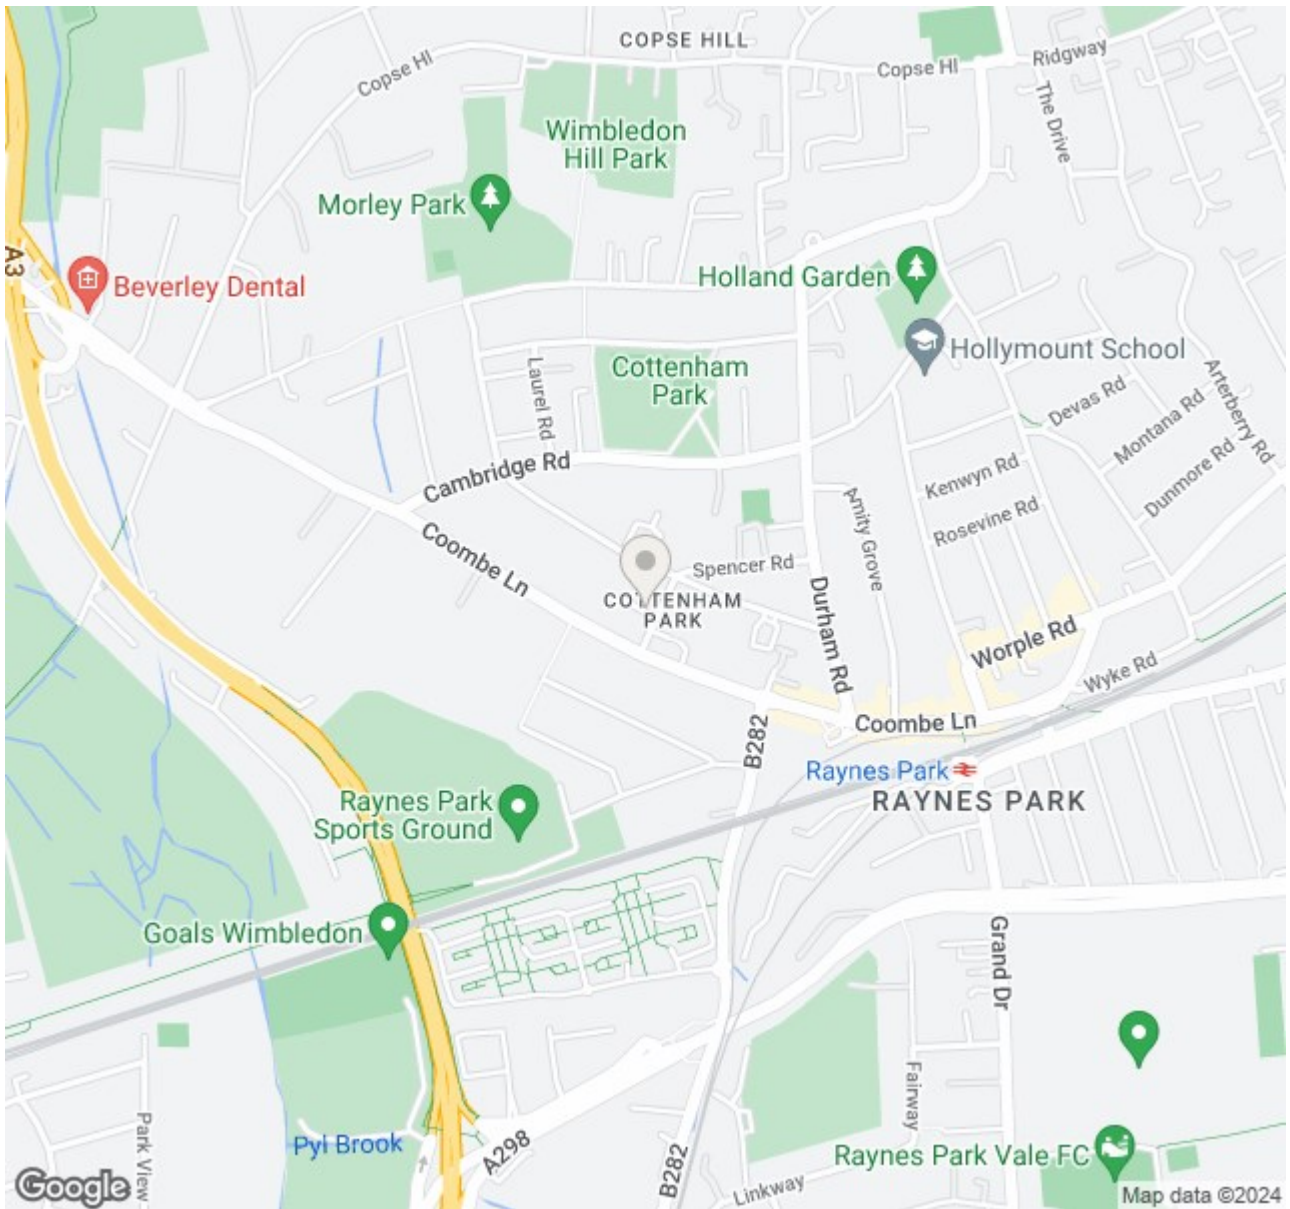 COPSE HILL
Copse Hl
Copse Hl
Ridgway
The Drive
Wimbledon
Hill Park
Morley Park
A3
Beverley Dental
Holland Garden
Hollymount School
Cottenham
Park
Laurel Rd
Arterberry Rd
Devas Rd
Montana Rd
Dunmore Rd
Cambridge Rd
Kenwyn Rd
Rosevine Rd
Amity Grove
Coombe Ln
Spencer Rd
COTTENHAM
PARK
Durham Rd
Worple Rd
Wyke Rd
Coombe Ln
B282
Raynes Park
RAYNES PARK
Raynes Park
Sports Ground
Goals Wimbledon
Grand Dr
Fairway
Park View
Pyl Brook
A298
B282
Linkway
Raynes Park Vale FC
Google
Map data ©2024